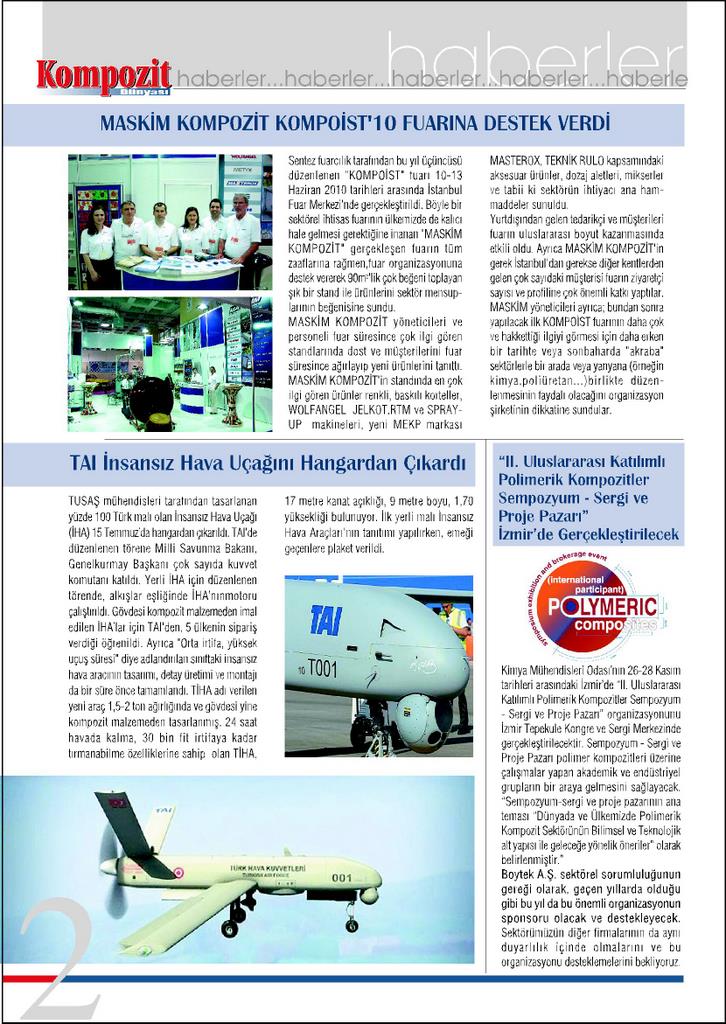 haberler
Kompozit haberler...haberler...haberler...haberler...haberle
Dünyası
MASKİM KOMPOZİT KOMPOİST'10 FUARINA DESTEK VERDİ
Sentez fuarcılık tarafından bu yıl üçüncüsü
düzenlenen "KOMPOİST" fuarı 10-13
Haziran 2010 tarihleri arasında İstanbul
Fuar Merkezi'nde gerçekleştirildi. Böyle bir
sektörel ihtisas fuarının ülkemizde de kalıcı
hale gelmesi gerektiğine inanan "MASKİM
KOMPOZİT" gerçekleşen fuarın tüm
zaaflarına rağmen,fuar organizasyonuna
destek vererek 90m²'lik çok beğeni toplayan
şık bir stand ile ürünlerini sektör mensup-
larının beğenisine sundu.
MASKİM KOMPOZİT yöneticileri ve
personeli fuar süresince çok ilgi gören
standlarında dost ve müşterilerini fuar
süresince ağırlayıp yeni ürünlerini tanıttı.
MASKİM KOMPOZİT'in standında en çok
ilgi gören ürünler renkli, baskılı
WOLFANGEL JELKOT,RTM ve SPRAY-
UP makineleri, yeni MEKP markası
MASTEROX, TEKNİK RULO kapsamındaki
aksesuar ürünler, dozaj aletleri, mikserler
ve tabii ki sektörün ihtiyacı ana ham-
maddeler sunuldu.
Yurtdışından gelen tedarikçi ve müşterileri
fuarın uluslararası boyut kazanmasında
etkili oldu. Ayrıca MASKİM KOMPOZİT'in
gerek İstanbul'dan gerekse diğer kentlerden
gelen çok sayıdaki müşterisi fuarın ziyaretçi
sayısı ve profiline çok önemli katkı yaptılar.
MASKİM yöneticileri ayrıca; bundan sonra
yapılacak ilk KOMPOİST fuarının daha çok
ve hakkettiği ilgiyi görmesi için daha erken
bir tarihte veya sonbaharda "akraba"
sektörlerle bir arada veya yanyana (örneğin
kimya,poliüretan...)birlikte düzen-
lenmesinin faydalı olacağını organizasyon
şirketinin dikkatine sundular.
TAI İnsansız Hava Uçağını Hangardan Çıkardı
TUSAŞ mühendisleri tarafından tasarlanan
yüzde 100 Türk malı olan İnsansız Hava Uçağı
(İHA) 15 Temmuz'da hangardan çıkarıldı. TAI'de
düzenlenen törene Milli Savunma Bakanı,
Genelkurmay Başkanı çok sayıda kuvvet
komutanı katıldı. Yerli İHA için düzenlenen
törende, alkışlar eşliğinde İHA'nınmotoru
çalıştırıldı. Gövdesi kompozit malzemeden imal
edilen İHA'lar için TAI'den, 5 ülkenin sipariş
verdiği öğrenildi. Ayrıca "Orta irtifa, yüksek
uçuş süresi" diye adlandırılan sınıftaki insansız
hava aracının tasarımı, detay üretimi ve montajı
da bir süre önce tamamlandı. TİHA adı verilen
yeni araç 1,5-2 ton ağırlığında ve gövdesi yine
kompozit malzemeden tasarlanmış. 24 saat
havada kalma, 30 bin fit irtifaya kadar
tırmanabilme özelliklerine sahip olan TİHA,
17 metre kanat açıklığı, 9 metre boyu, 1,70
yüksekliği bulunuyor. İlk yerli malı İnsansız
Hava Araçları'nın tanıtımı yapılırken, emeği
geçenlere plaket verildi.
TAI
10 T001
TAI
TÜRK HAVA KUVVETLERİ
TURKISH AIR FORCE
001
"II. Uluslararası Katılımlı
Polimerik Kompozitler
Sempozyum - Sergi ve
Proje Pazarı"
İzmir'de Gerçekleştirilecek
symposium exhibition and brokerage event
(international
participant)
POLYMERIC
composites
Kimya Mühendisleri Odası'nın 26-28 Kasım
tarihleri arasındaki İzmir'de "II. Uluslararası
Katılımlı Polimerik Kompozitler Sempozyum
- Sergi ve Proje Pazarı" organizasyonunu
İzmir Tepekule Kongre ve Sergi Merkezinde
gerçekleştirilecektir. Sempozyum - Sergi ve
Proje Pazarı polimer kompozitleri üzerine
çalışmalar yapan akademik ve endüstriyel
grupların bir araya gelmesini sağlayacak.
"Sempozyum-sergi ve proje pazarının ana
teması "Dünyada ve Ülkemizde Polimerik
Kompozit Sektörünün Bilimsel ve Teknolojik
alt yapısı ile geleceğe yönelik öneriler" olarak
belirlenmiştir."
Boytek A.Ş. sektörel sorumluluğunun
gereği olarak, geçen yıllarda olduğu
gibi bu yıl da bu önemli organizasyonun
sponsoru olacak ve destekleyecek.
Sektörümüzün diğer firmalarının da aynı
duyarlılık içinde olmalarını ve bu
organizasyonu desteklemelerini bekliyoruz.
2